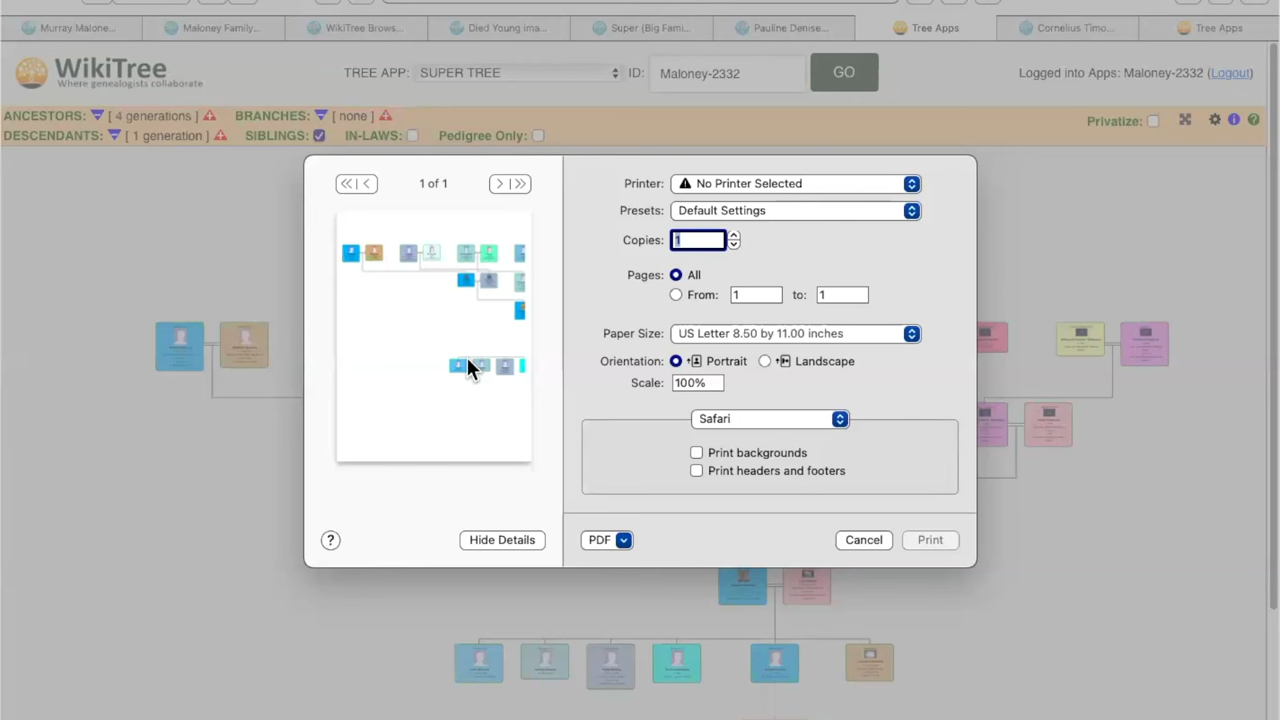 Murray Malone... Maloney Family... WikiTree Brows... Died Young ima... Super (Big Fami... Pauline Denise... Tree Apps Cornelius Timo... Tree Apps
WikiTree
Where genealogists collaborate
TREE APP: SUPER TREE ID: Maloney-2332 GO Logged into Apps: Maloney-2332 (Logout)
ANCESTORS: [ 4 generations ] BRANCHES: [ none ]
DESCENDANTS: [ 1 generation ] SIBLINGS: IN-LAWS: Pedigree Only: Privatize:
1 of 1
Printer: No Printer Selected
Presets: Default Settings
Copies: 1
Pages: All
From: 1 to: 1
Paper Size: US Letter 8.50 by 11.00 inches
Orientation: Portrait Landscape
Scale: 100%
Safari
Print backgrounds
Print headers and footers
? Hide Details PDF Cancel Print